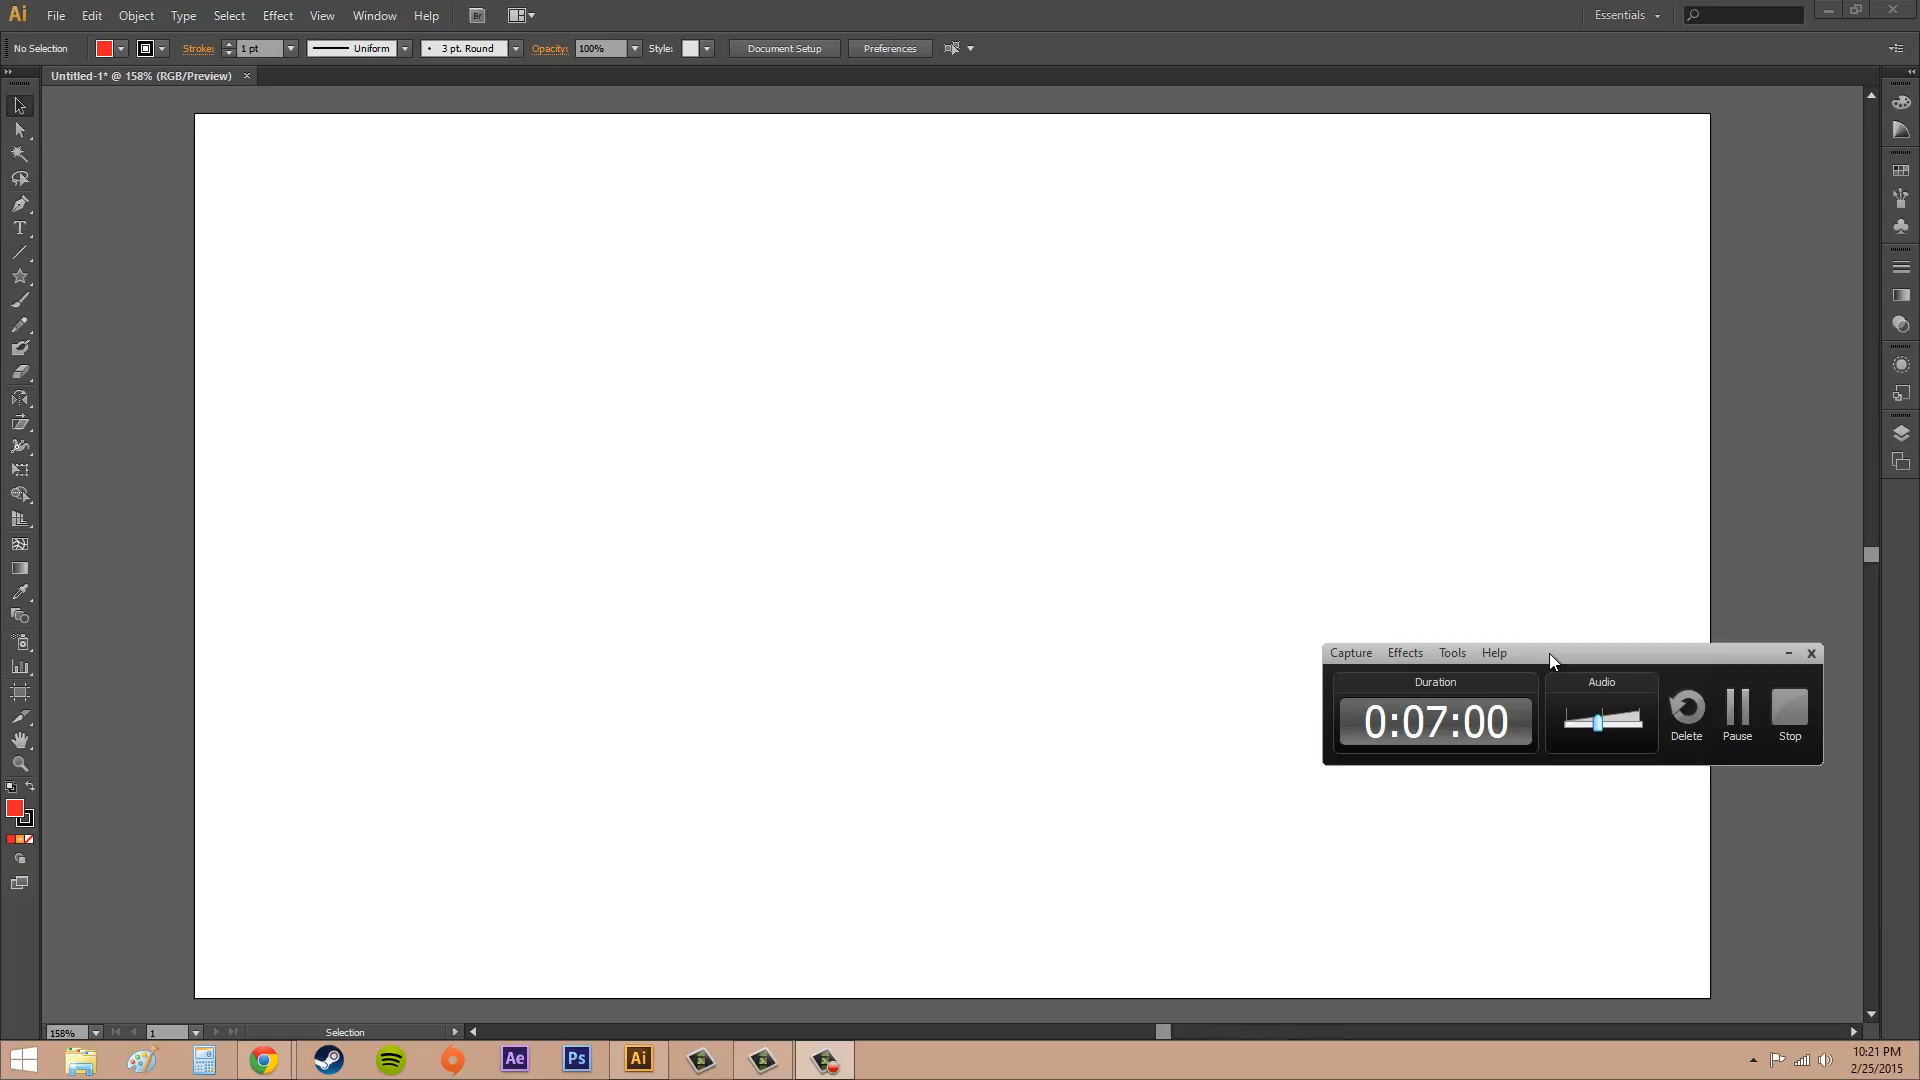 Ai File Edit Object Type Select Effect View Window Help Br Essentials
No Selection Stroke: 1 pt Uniform 3 pt. Round Opacity: 100% Style: Document Setup Preferences
Untitled-1* @ 158% (RGB/Preview) ×
T
Capture Effects Tools Help
Duration Audio
0:07:00
Delete Pause Stop
158% 1 Selection
Ae Ps Ai
10:21 PM
2/25/2015